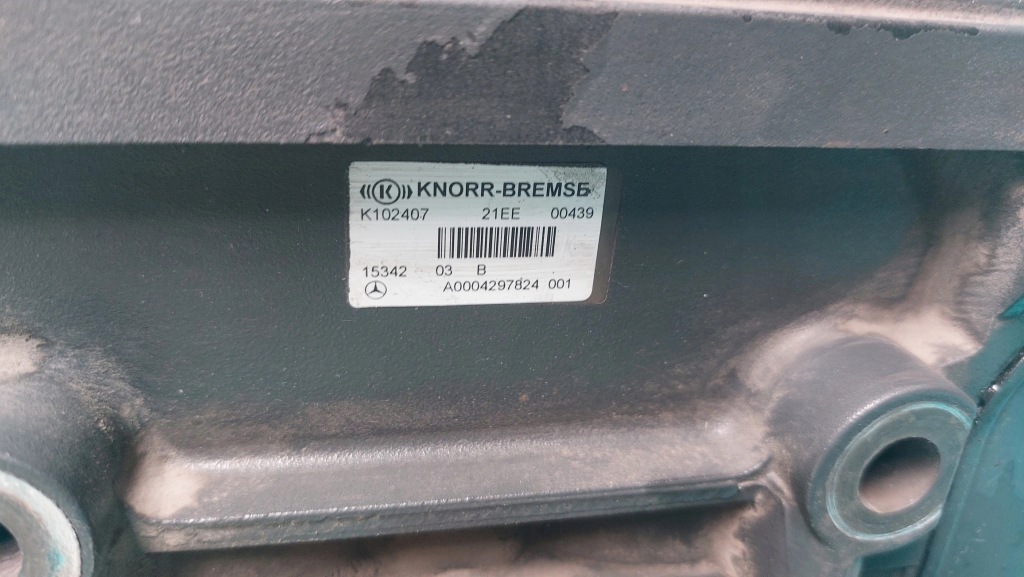 K KNORR-BREMSE
K102407 21EE 00439
15342 03 B
A0004297824 001